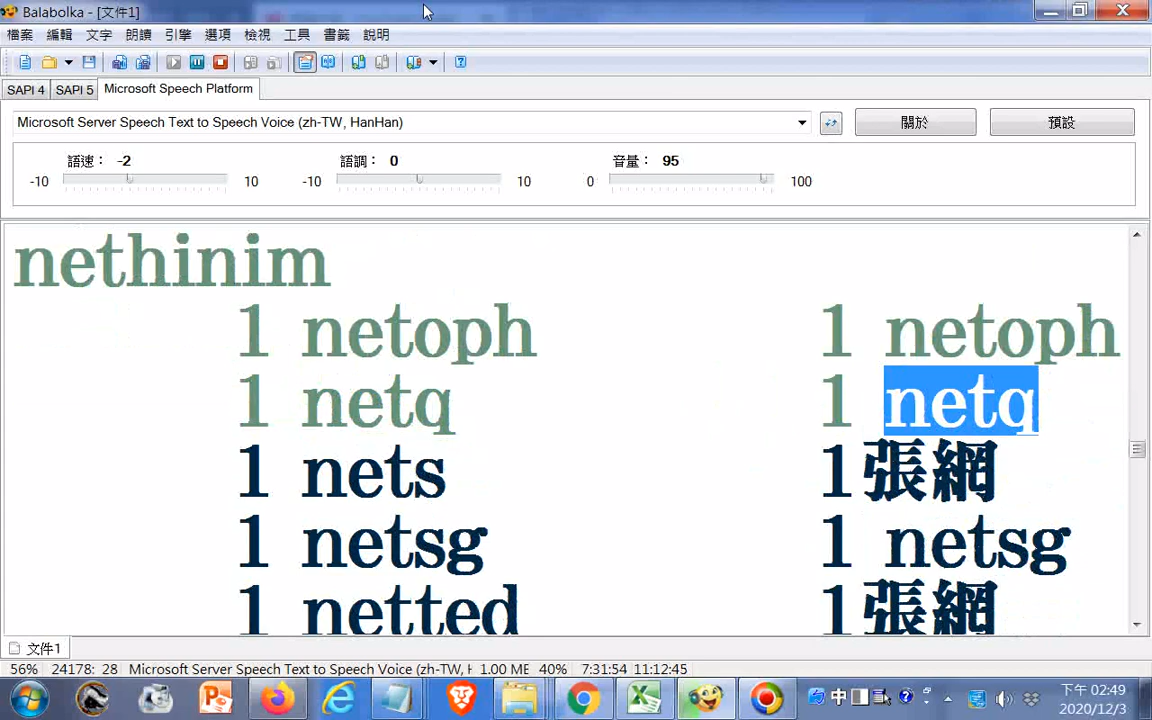 Balabolka - [文件1]
檔案 編輯 文字 朗讀 引擎 選項 檢視 工具 書籤 說明
SAPI 4 SAPI 5 Microsoft Speech Platform
Microsoft Server Speech Text to Speech Voice (zh-TW, HanHan) 關於 預設
語速： -2 語調： 0 音量： 95
-10 10 -10 10 0 100
nethinim
1 netoph 1 netoph
1 netq 1 netq
1 nets 1張網
1 netsg 1 netsg
1 netted 1張網
文件1
56% 24178: 28 Microsoft Server Speech Text to Speech Voice (zh-TW, H 1.00 ME 40% 7:31:54 11:12:45
中 下午 02:49
2020/12/3